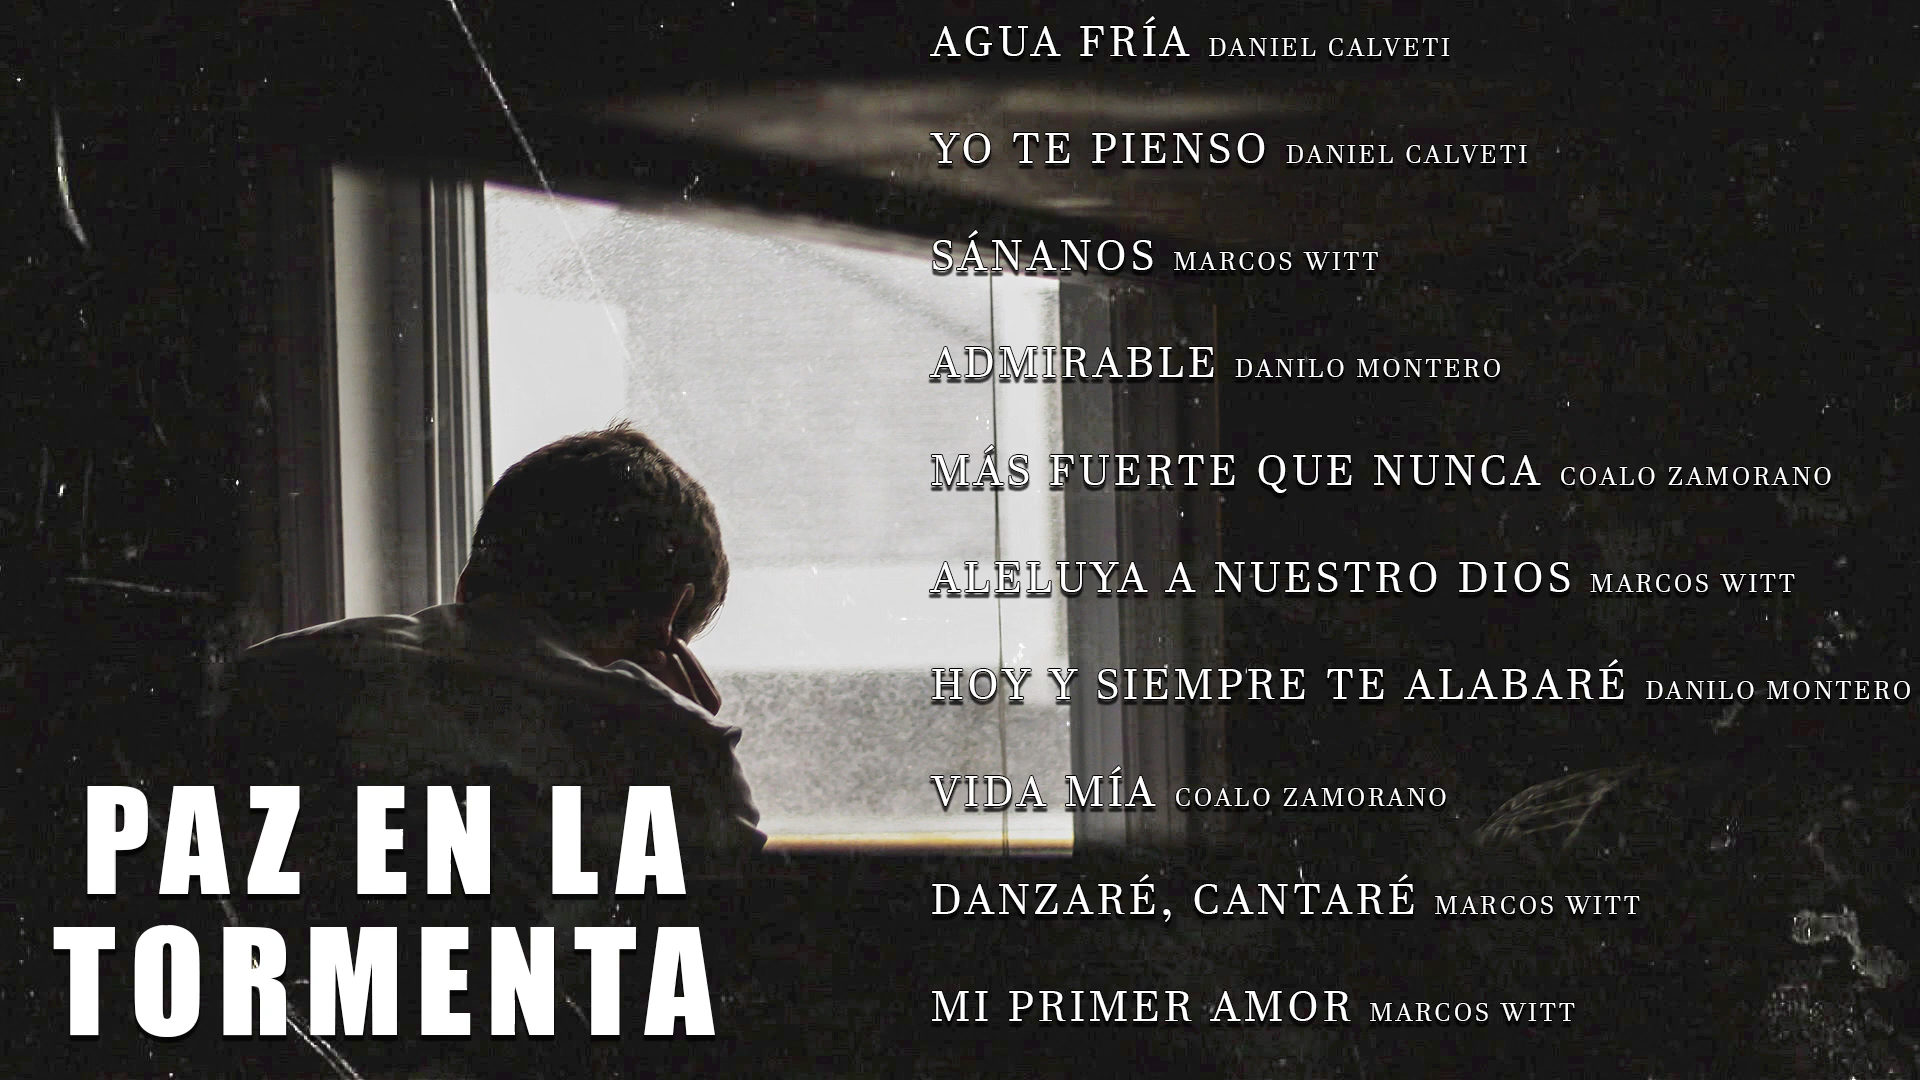 AGUA FRÍA DANIEL CALVETI
YO TE PIENSO DANIEL CALVETI
SÁNANOS MARCOS WITT
ADMIRABLE DANILO MONTERO
MÁS FUERTE QUE NUNCA COALO ZAMORANO
ALELUYA A NUESTRO DIOS MARCOS WITT
HOY Y SIEMPRE TE ALABARÉ DANILO MONTERO
VIDA MÍA COALO ZAMORANO
DANZARÉ, CANTARÉ MARCOS WITT
MI PRIMER AMOR MARCOS WITT
PAZ EN LA
TORMENTA